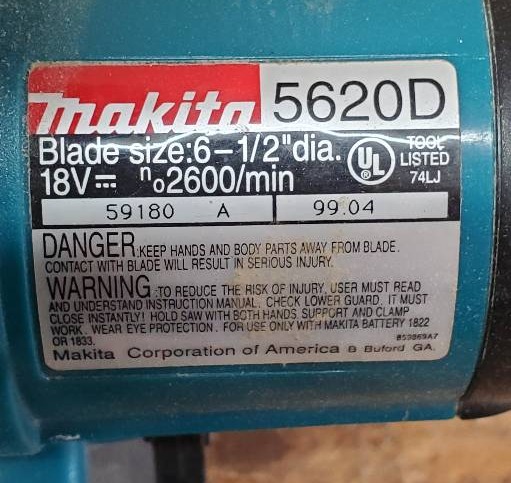 makita 5620D
Blade size:6-1/2"dia.
18V⎓ no2600/min
UL
TOOL
LISTED
74LJ
59180 A 99.04
DANGER:KEEP HANDS AND BODY PARTS AWAY FROM BLADE.
CONTACT WITH BLADE WILL RESULT IN SERIOUS INJURY.
WARNING:TO REDUCE THE RISK OF INJURY, USER MUST READ
AND UNDERSTAND INSTRUCTION MANUAL. CHECK LOWER GUARD. IT MUST
CLOSE INSTANTLY! HOLD SAW WITH BOTH HANDS. SUPPORT AND CLAMP
WORK. WEAR EYE PROTECTION. FOR USE ONLY WITH MAKITA BATTERY 1822
OR 1833.
Makita Corporation of America Buford GA.